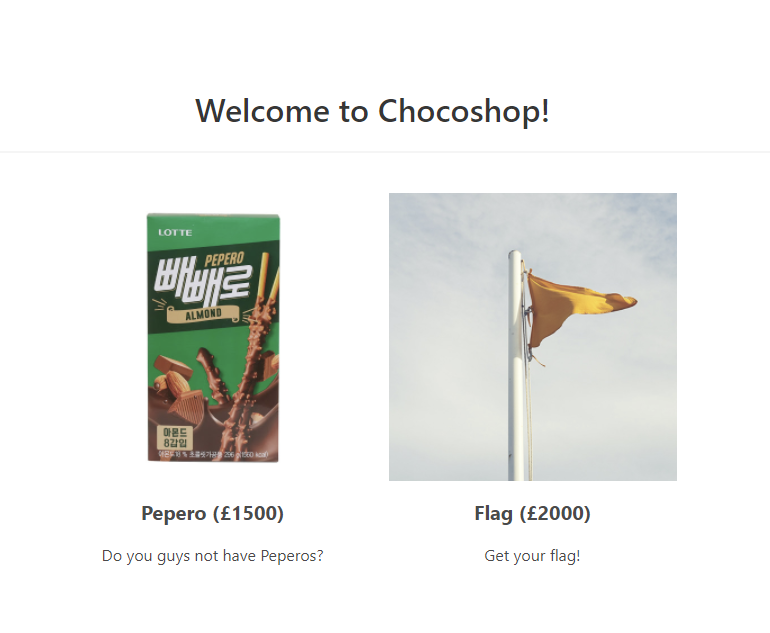 Welcome to Chocoshop!
LOTTE
PEPERO
빼빼로
ALMOND
아몬드
8갑입
Pepero (£1500)
Flag (£2000)
Do you guys not have Peperos?
Get your flag!